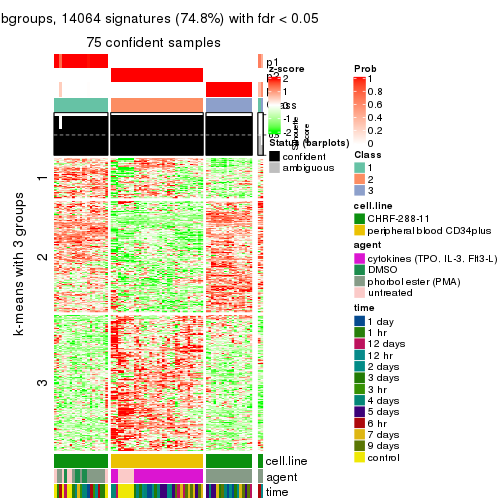 bgroups, 14064 signatures (74.8%) with fdr < 0.05
75 confident samples
p1
z-score
2
1
0
-1
-2
Prob
1
0.8
0.6
0.4
0.2
0
Silhouette
score
Status (barplots)
confident
ambiguous
Class
1
2
3
cell.line
CHRF-288-11
peripheral blood CD34plus
agent
cytokines (TPO, IL-3, Flt3-L)
DMSO
phorbol ester (PMA)
untreated
time
1 day
1 hr
12 days
12 hr
2 days
3 days
3 hr
4 days
5 days
6 hr
7 days
9 days
control
k-means with 3 groups
1
2
3
cell.line
agent
time